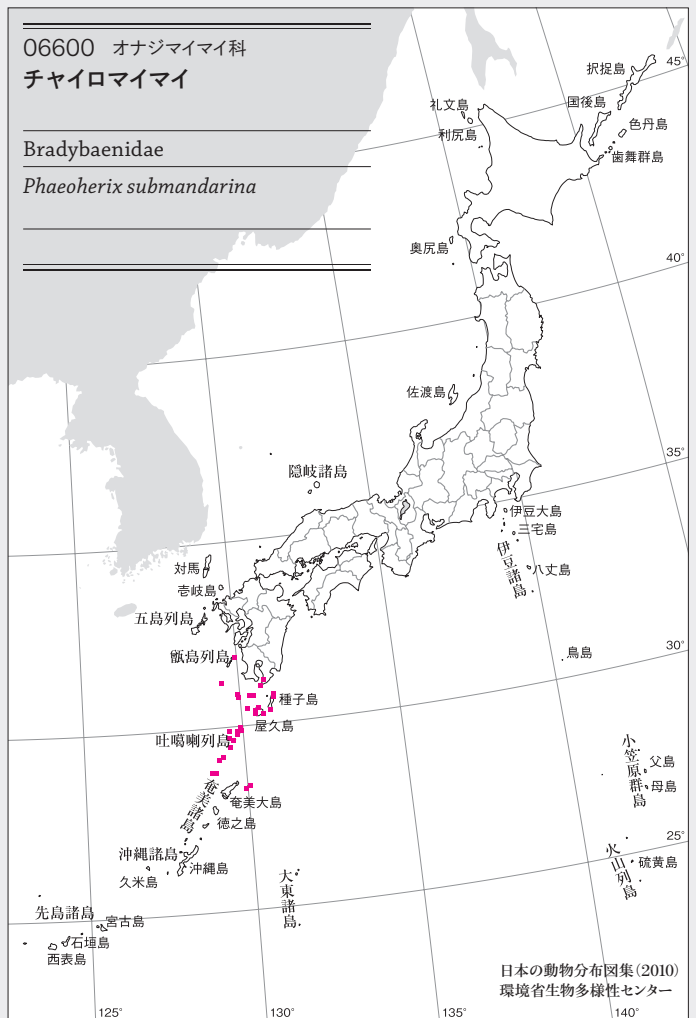 06600 オナジマイマイ科
チャイロマイマイ
Bradybaenidae
Phaeoherix submandarina
択捉島
45°
礼文島
国後島
色丹島
利尻島
歯舞群島
奥尻島
40°
佐渡島
35°
隠岐諸島
伊豆大島
三宅島
伊豆諸島
八丈島
対馬
壱岐島
五島列島
甑島列島
鳥島
30°
種子島
屋久島
吐噶喇列島
小笠原群島
父島
母島
奄美諸島
奄美大島
徳之島
25°
沖縄諸島
沖縄島
久米島
火山列島
硫黄島
大東諸島
先島諸島
宮古島
石垣島
西表島
日本の動物分布図集(2010)
環境省生物多様性センター
125°
130°
135°
140°